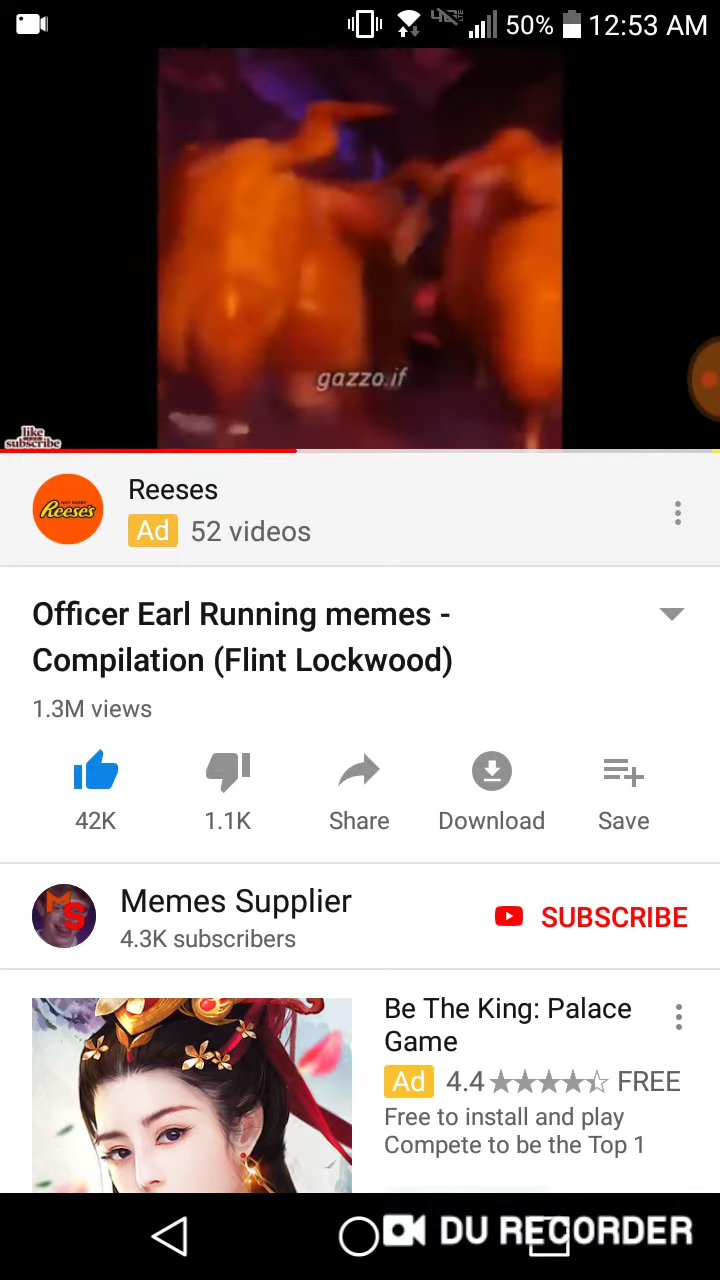 50% 12:53 AM
gazzo.if
like
subscribe
Reese's
Reeses
Ad 52 videos
Officer Earl Running memes -
Compilation (Flint Lockwood)
1.3M views
42K 1.1K Share Download Save
MS
Memes Supplier
4.3K subscribers
SUBSCRIBE
Be The King: Palace
Game
Ad 4.4 FREE
Free to install and play
Compete to be the Top 1
DU RECORDER